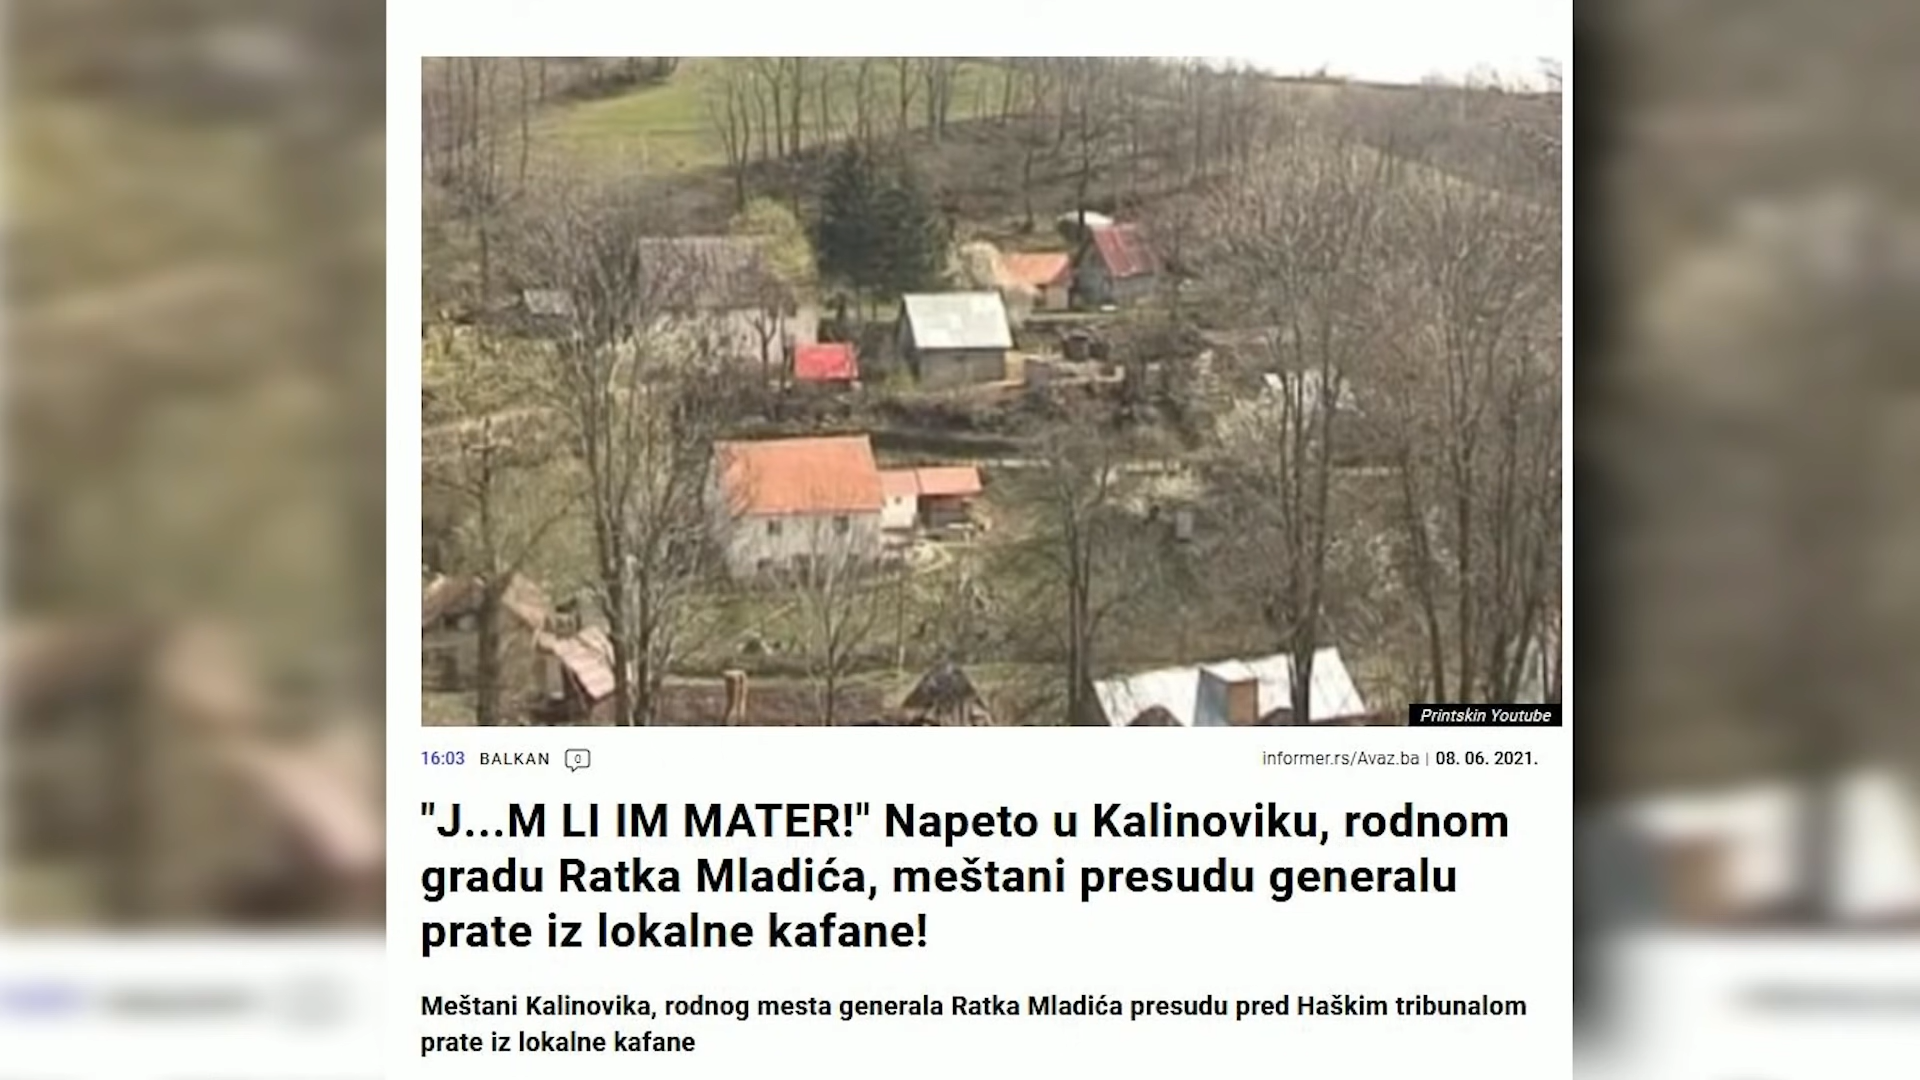 Printskin Youtube
16:03 BALKAN 0 informer.rs/Avaz.ba | 08. 06. 2021.
"J...M LI IM MATER!" Napeto u Kalinoviku, rodnom
gradu Ratka Mladića, meštani presudu generalu
prate iz lokalne kafane!
Meštani Kalinovika, rodnog mesta generala Ratka Mladića presudu pred Haškim tribunalom
prate iz lokalne kafane